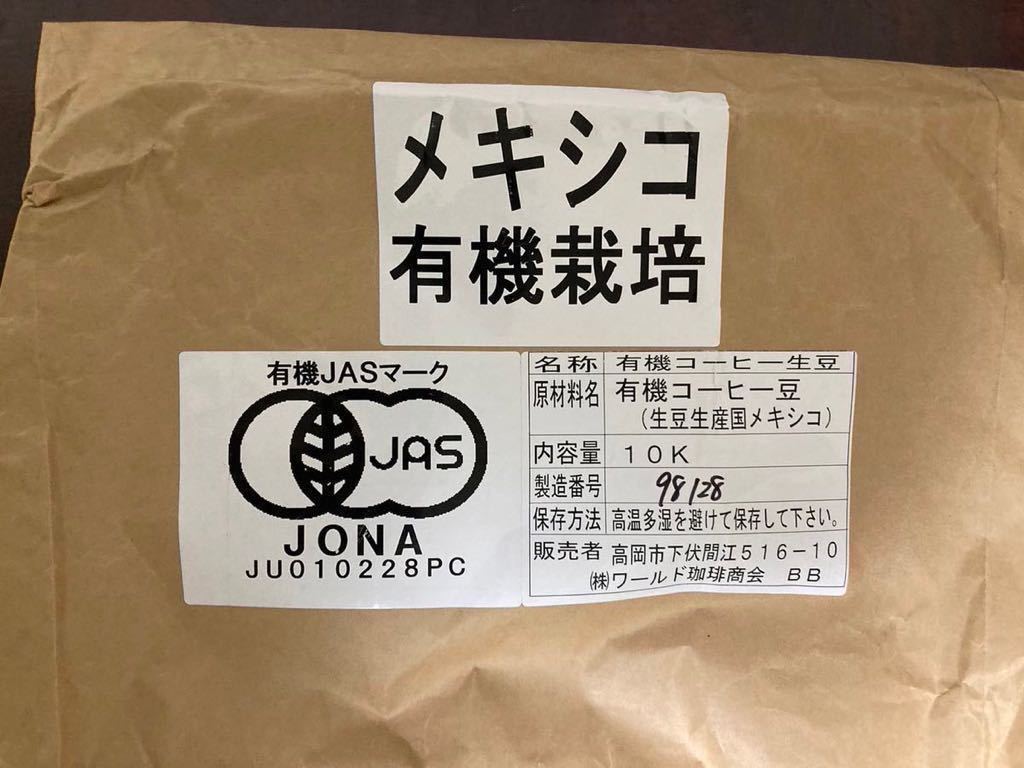 メキシコ
有機栽培
有機JASマーク
JAS
JONA
JU010228PC
名称 有機コーヒー生豆
原材料名 有機コーヒー豆
(生豆生産国メキシコ)
内容量 10K
製造番号 98128
保存方法 高温多湿を避けて保存して下さい。
販売者 高岡市下伏間江516-10
㈱ワールド珈琲商会 BB